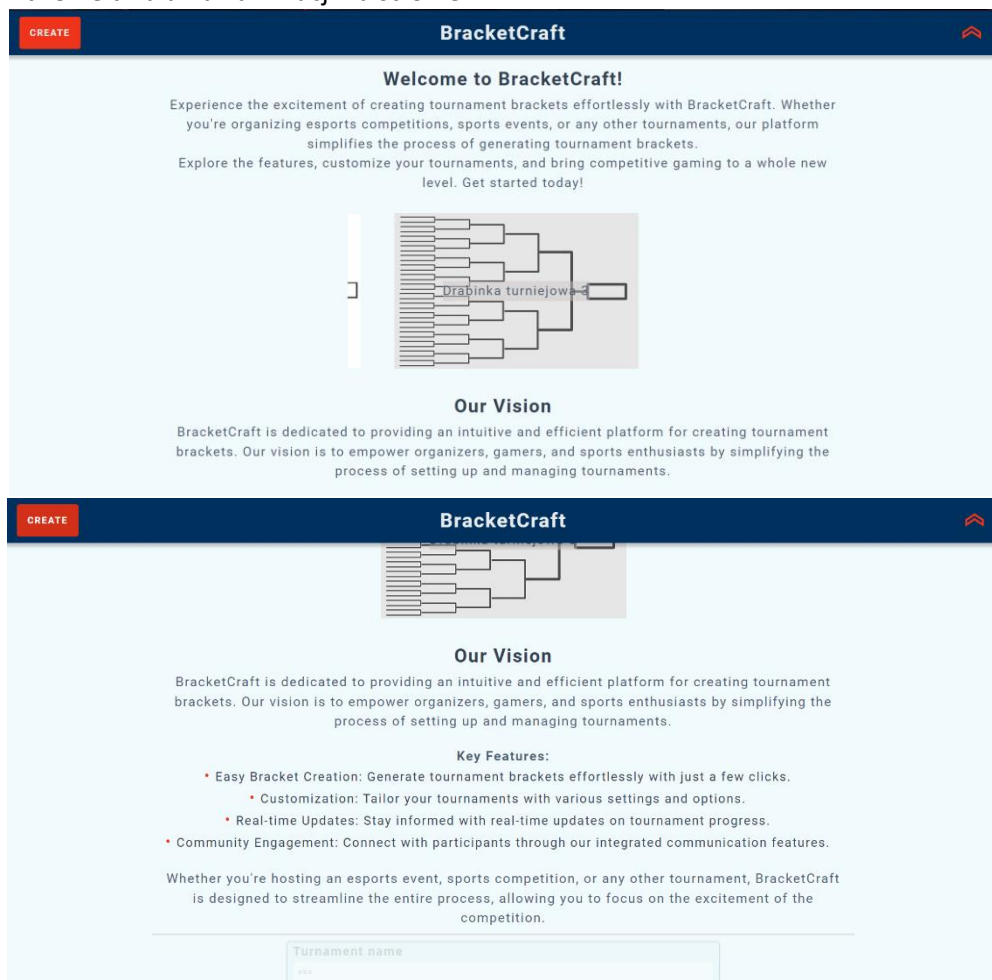 CREATE
BracketCraft
Welcome to BracketCraft!
Experience the excitement of creating tournament brackets effortlessly with BracketCraft. Whether
you're organizing esports competitions, sports events, or any other tournaments, our platform
simplifies the process of generating tournament brackets.
Explore the features, customize your tournaments, and bring competitive gaming to a whole new
level. Get started today!
Drabinka turniejowa 3
Our Vision
BracketCraft is dedicated to providing an intuitive and efficient platform for creating tournament
brackets. Our vision is to empower organizers, gamers, and sports enthusiasts by simplifying the
process of setting up and managing tournaments.
CREATE
BracketCraft
Our Vision
BracketCraft is dedicated to providing an intuitive and efficient platform for creating tournament
brackets. Our vision is to empower organizers, gamers, and sports enthusiasts by simplifying the
process of setting up and managing tournaments.
Key Features:
• Easy Bracket Creation: Generate tournament brackets effortlessly with just a few clicks.
• Customization: Tailor your tournaments with various settings and options.
• Real-time Updates: Stay informed with real-time updates on tournament progress.
• Community Engagement: Connect with participants through our integrated communication features.
Whether you're hosting an esports event, sports competition, or any other tournament, BracketCraft
is designed to streamline the entire process, allowing you to focus on the excitement of the
competition.
Turnament name